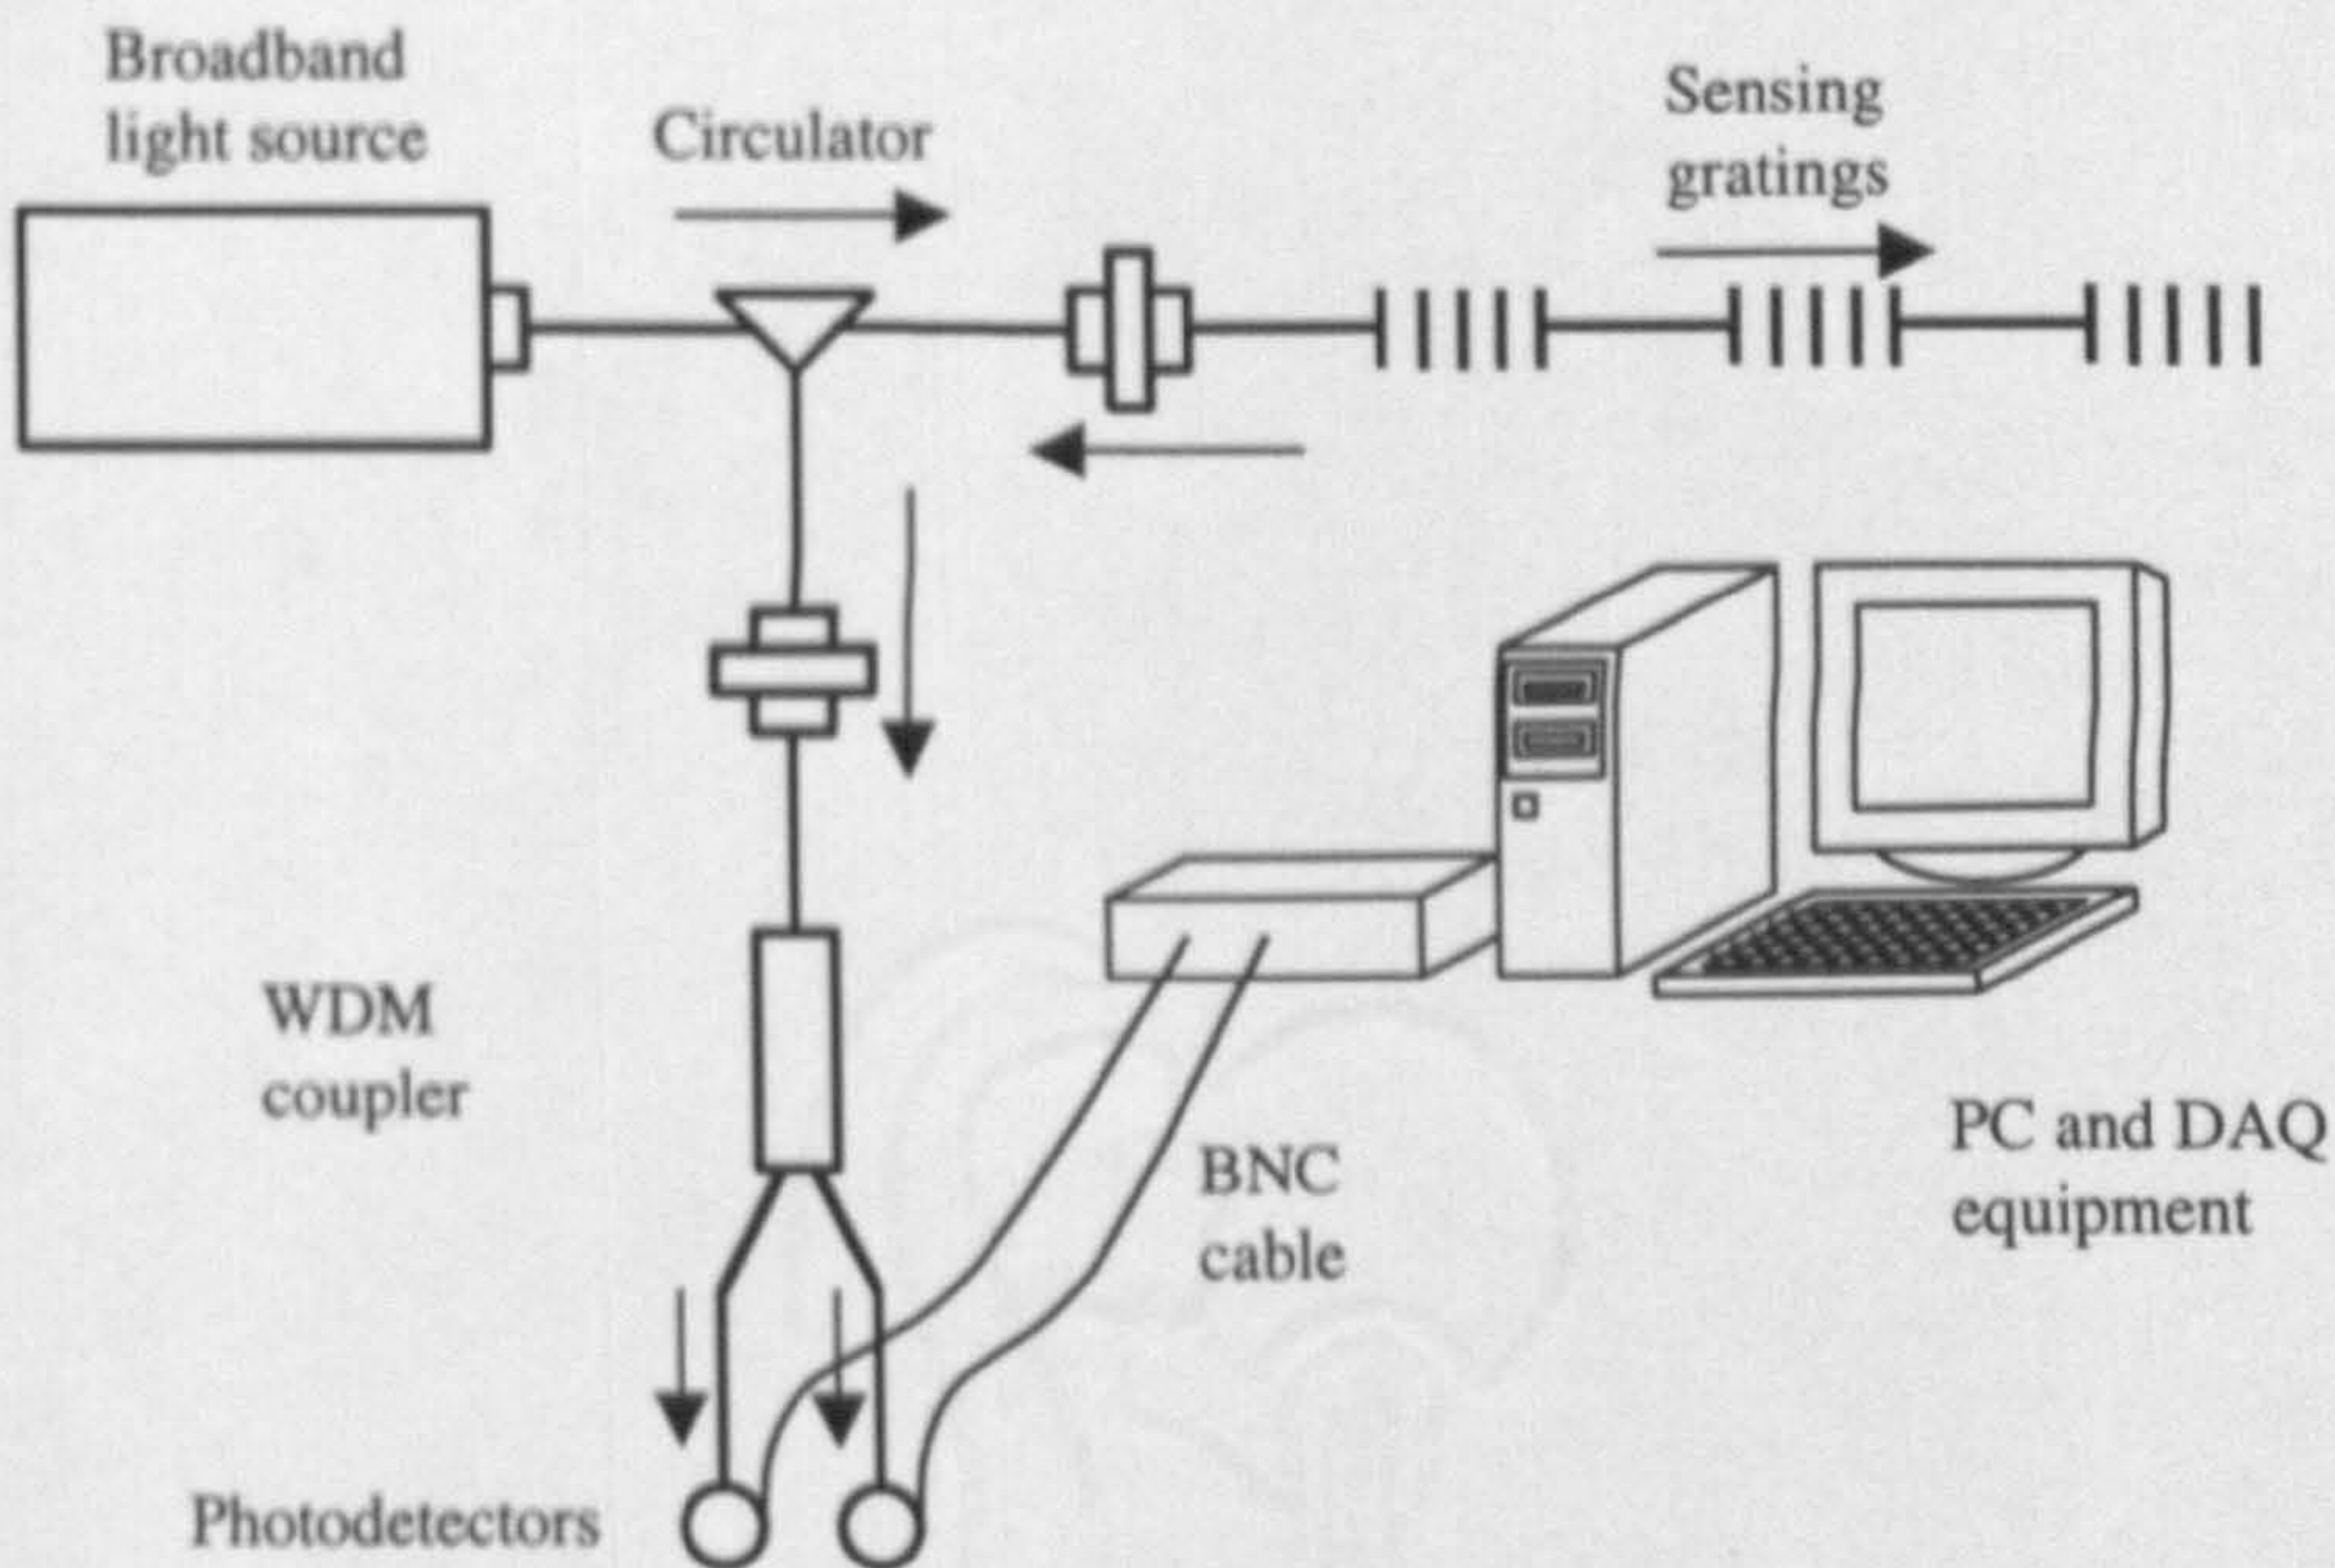 Broadband
light source
Circulator
Sensing
gratings
WDM
coupler
BNC
cable
PC and DAQ
equipment
Photodetectors